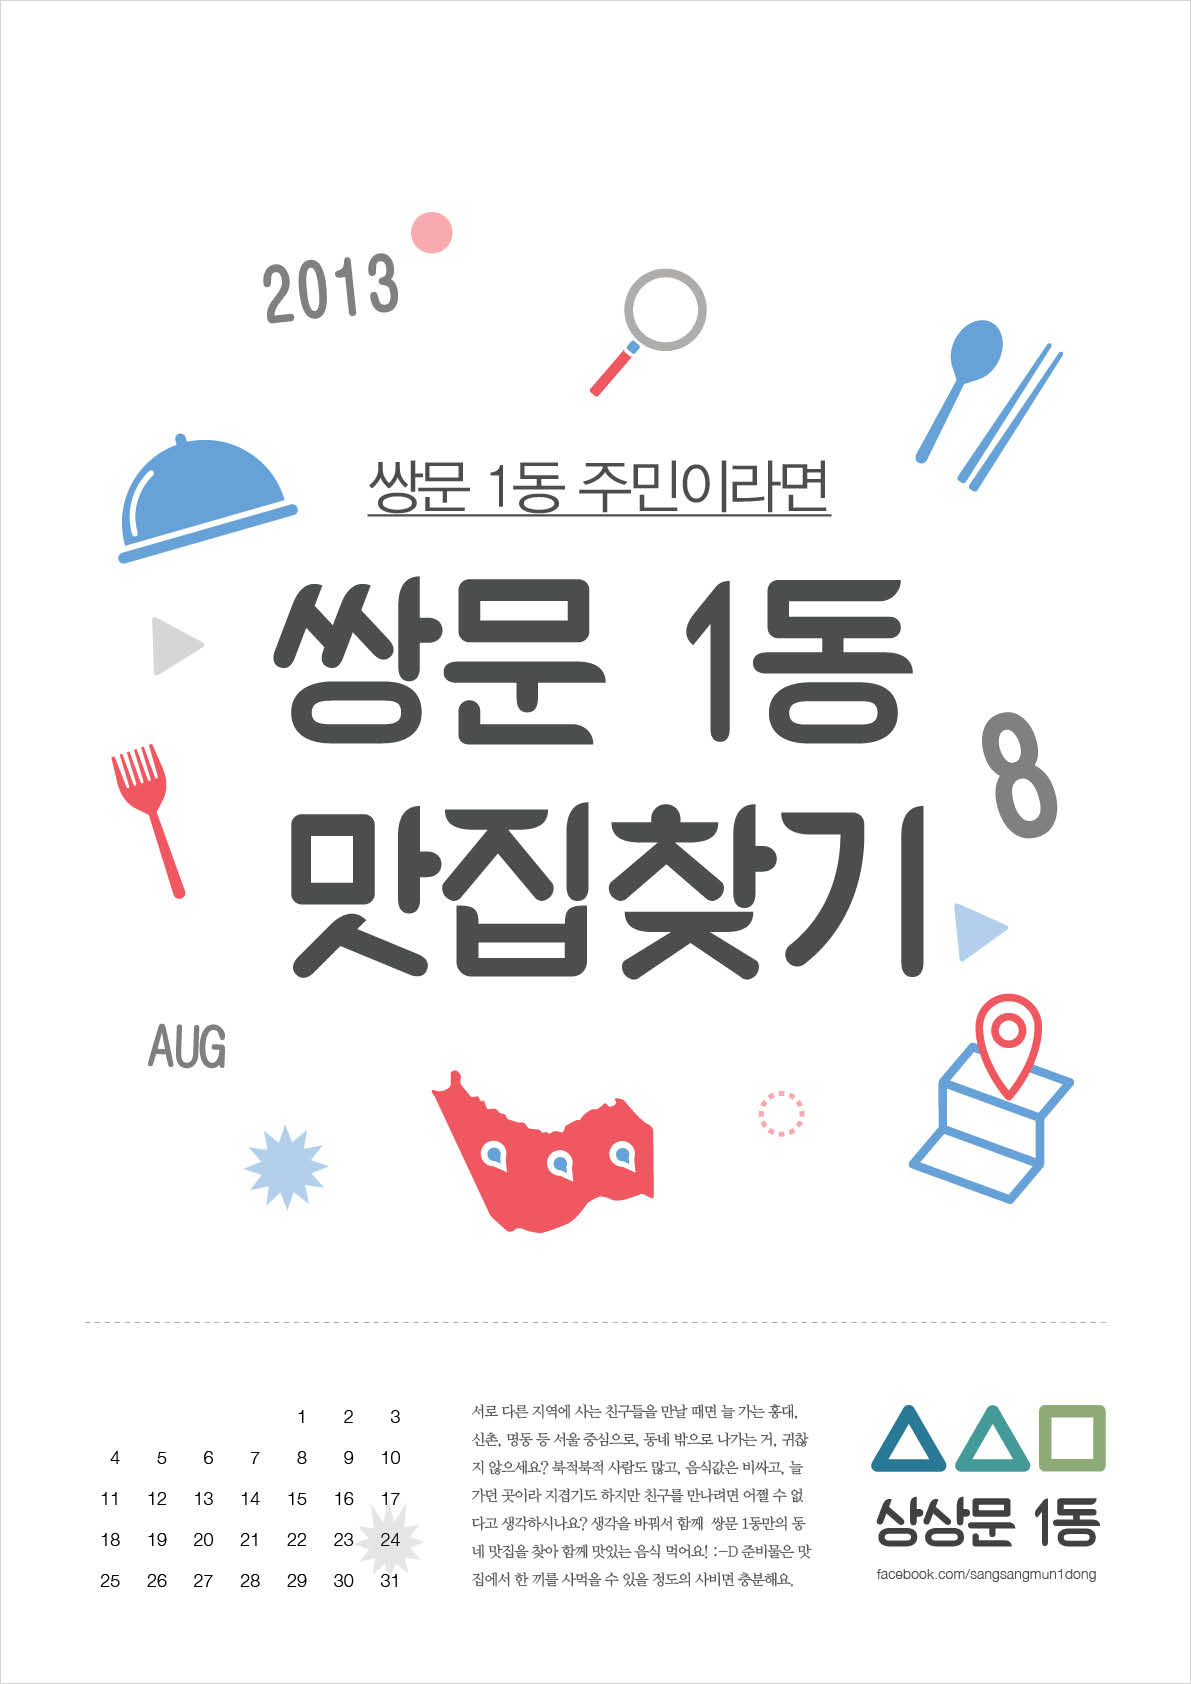 2013
쌍문 1동 주민이라면
쌍문 1동
맛집찾기
8
AUG
1 2 3
4 5 6 7 8 9 10
11 12 13 14 15 16 17
18 19 20 21 22 23 24
25 26 27 28 29 30 31
서로 다른 지역에 사는 친구들을 만날 때면 늘 가는 홍대,
신촌, 명동 등 서울 중심으로, 동네 밖으로 나가는 거, 귀찮
지 않으세요? 북적북적 사람도 많고, 음식값은 비싸고, 늘
가던 곳이라 지겹기도 하지만 친구를 만나려면 어쩔 수 없
다고 생각하시나요? 생각을 바꿔서 함께 쌍문 1동만의 동
네 맛집을 찾아 함께 맛있는 음식 먹어요! :-D 준비물은 맛
집에서 한 끼를 사먹을 수 있을 정도의 사비면 충분해요.
상상문 1동
facebook.com/sangsangmun1dong